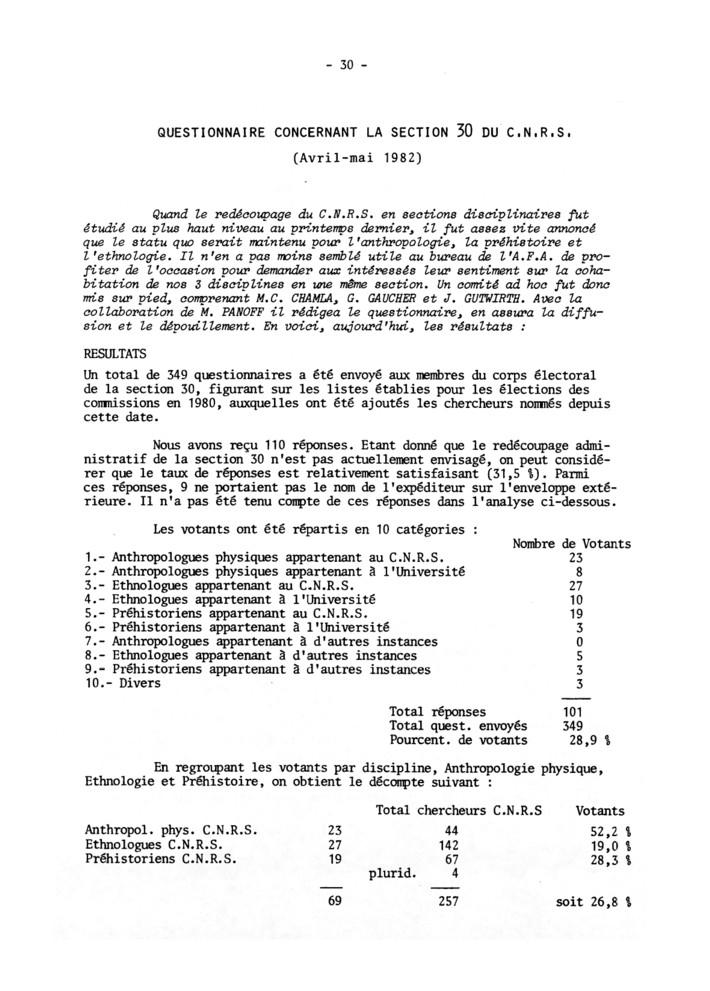 - 30 -
QUESTIONNAIRE CONCERNANT LA SECTION 30 DU C.N.R.S.
(Avril-mai 1982)
Quand le redécoupage du C.N.R.S. en sections disciplinaires fut
étudié au plus haut niveau au printemps dernier, il fut assez vite annoncé
que le statu quo serait maintenu pour l'anthropologie, la préhistoire et
l'ethnologie. Il n'en a pas moins semblé utile au bureau de l'A.F.A. de pro-
fiter de l'occasion pour demander aux intéressés leur sentiment sur la coha-
bitation de nos 3 disciplines en une même section. Un comité ad hoc fut donc
mis sur pied, comprenant M.C. CHAMLA, G. GAUCHER et J. GUTWIRTH. Avec la
collaboration de M. PANOFF il rédigea le questionnaire, en assura la diffu-
sion et le dépouillement. En voici, aujourd'hui, les résultats :
RESULTATS
Un total de 349 questionnaires a été envoyé aux membres du corps électoral
de la section 30, figurant sur les listes établies pour les élections des
commissions en 1980, auxquelles ont été ajoutés les chercheurs nommés depuis
cette date.
Nous avons reçu 110 réponses. Etant donné que le redécoupage admi-
nistratif de la section 30 n'est pas actuellement envisagé, on peut considé-
rer que le taux de réponses est relativement satisfaisant (31,5 %). Parmi
ces réponses, 9 ne portaient pas le nom de l'expéditeur sur l'enveloppe exté-
rieure. Il n'a pas été tenu compte de ces réponses dans l'analyse ci-dessous.
Les votants ont été répartis en 10 catégories :
Nombre de Votants
1.- Anthropologues physiques appartenant au C.N.R.S. 23
2.- Anthropologues physiques appartenant à l'Université 8
3.- Ethnologues appartenant au C.N.R.S. 27
4.- Ethnologues appartenant à l'Université 10
5.- Préhistoriens appartenant au C.N.R.S. 19
6.- Préhistoriens appartenant à l'Université 3
7.- Anthropologues appartenant à d'autres instances 0
8.- Ethnologues appartenant à d'autres instances 5
9.- Préhistoriens appartenant à d'autres instances 3
10.- Divers 3
Total réponses 101
Total quest. envoyés 349
Pourcent. de votants 28,9 %
En regroupant les votants par discipline, Anthropologie physique,
Ethnologie et Préhistoire, on obtient le décompte suivant :
Total chercheurs C.N.R.S Votants
Anthropol. phys. C.N.R.S. 23 44 52,2 %
Ethnologues C.N.R.S. 27 142 19,0 %
Préhistoriens C.N.R.S. 19 67 28,3 %
plurid. 4
69 257 soit 26,8 %